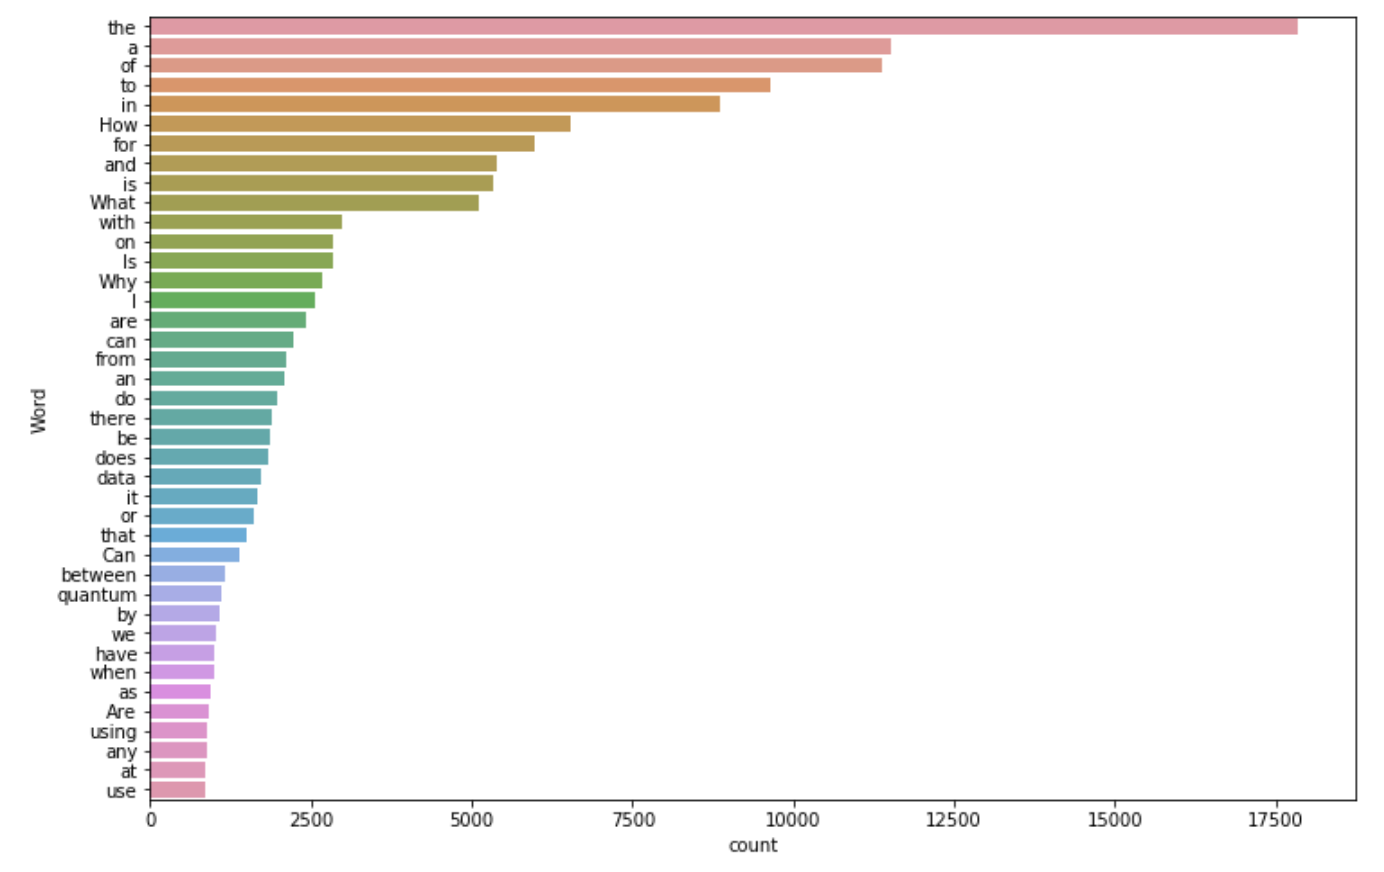 the
a
of
to
in
How
for
and
is
What
with
on
Is
Why
I
are
can
from
an
do
there
be
does
data
it
or
that
Can
between
quantum
by
we
have
when
as
Are
using
any
at
use
Word
0 2500 5000 7500 10000 12500 15000 17500
count